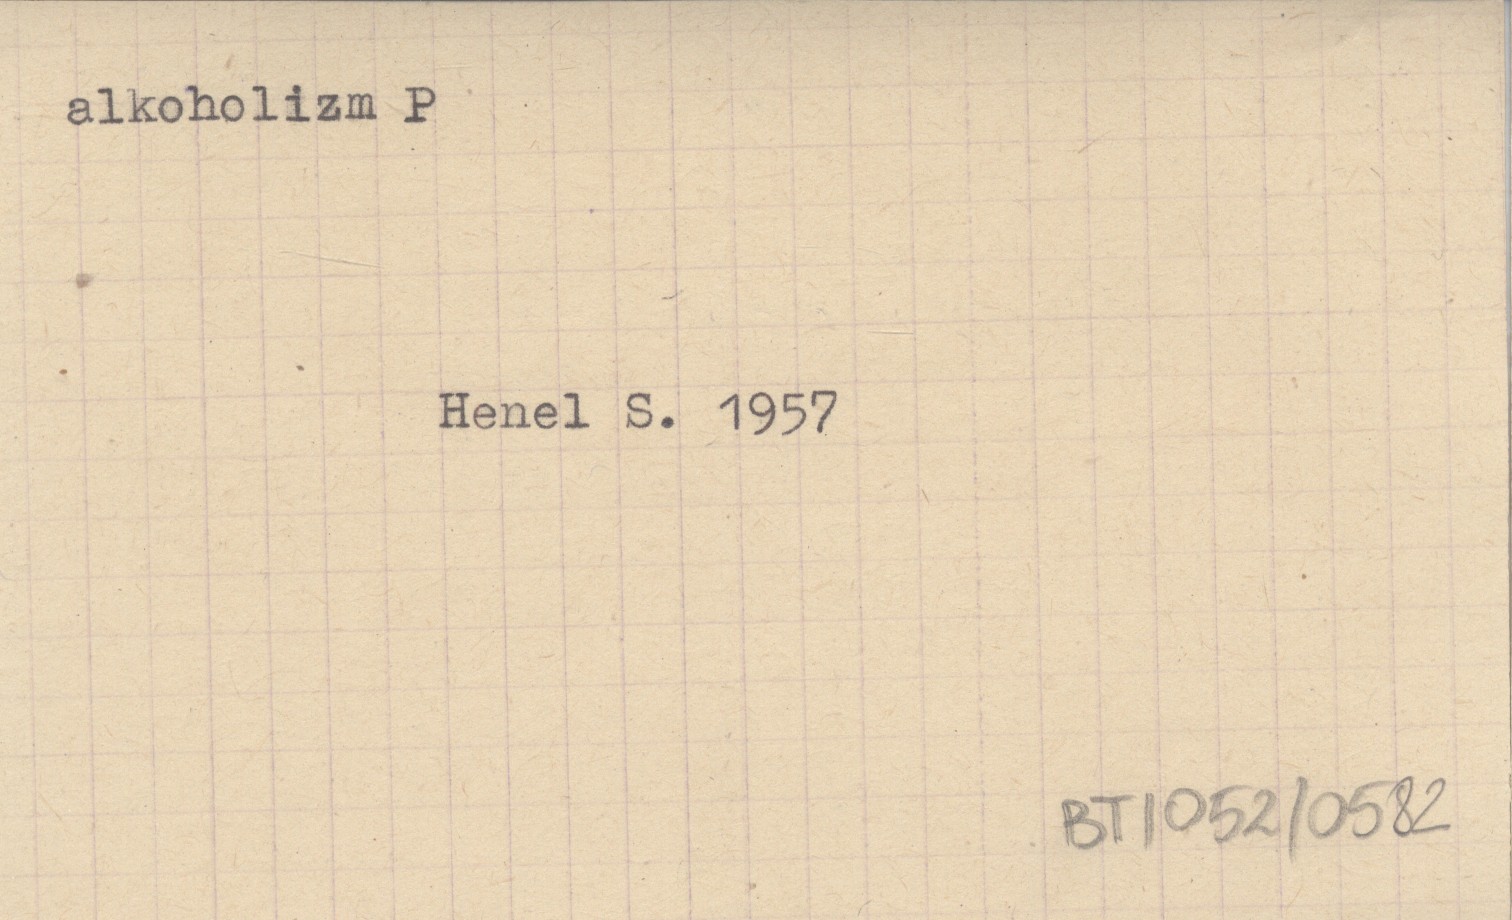 alkoholizm P
Henel S. 1957
BT1052/0582